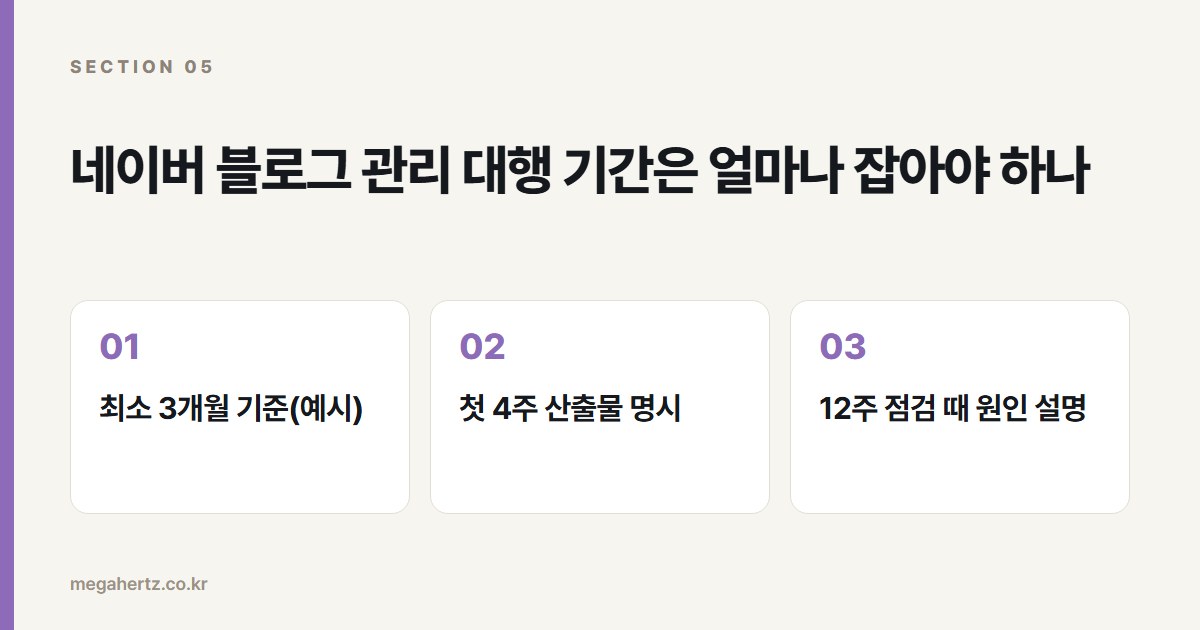 SECTION 05
네이버 블로그 관리 대행 기간은 얼마나 잡아야 하나
01
최소 3개월 기준(예시)
02
첫 4주 산출물 명시
03
12주 점검 때 원인 설명
megahertz.co.kr